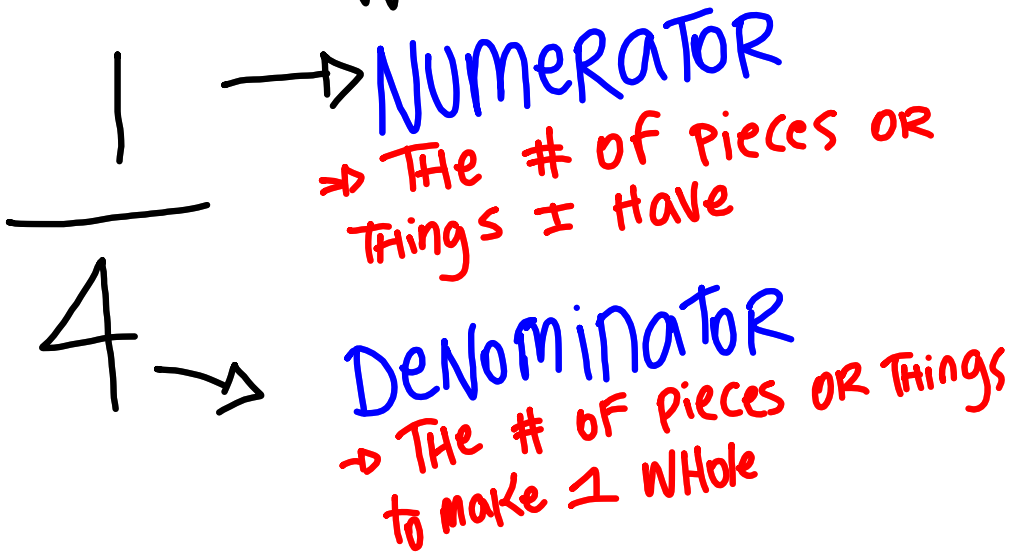 1 → NUMERATOR
⇒ THE # OF PIECES OR
THINGS I HAVE
4 → DENOMINATOR
→ THE # OF PIECES OR THINGS
to make 1 WHOLE